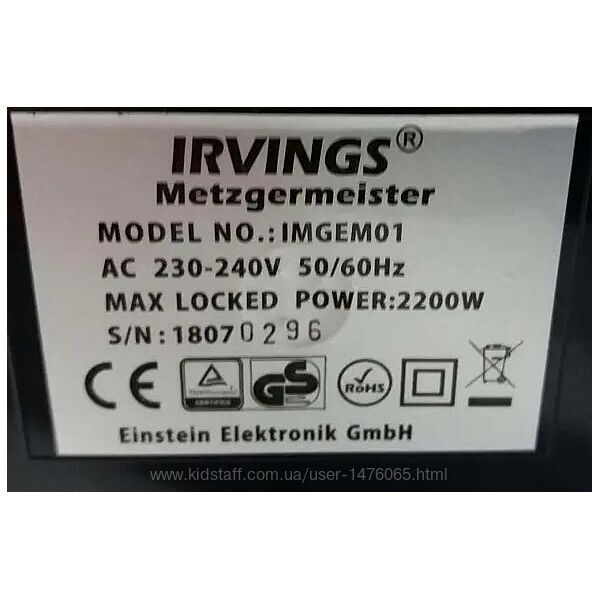 IRVINGS®
Metzgermeister
MODEL NO.:IMGEM01
AC 230-240V 50/60Hz
MAX LOCKED POWER:2200W
S/N:18070296
CE GS RoHS
Einstein Elektronik GmbH
www.kidstaff.com.ua/user-1476065.html